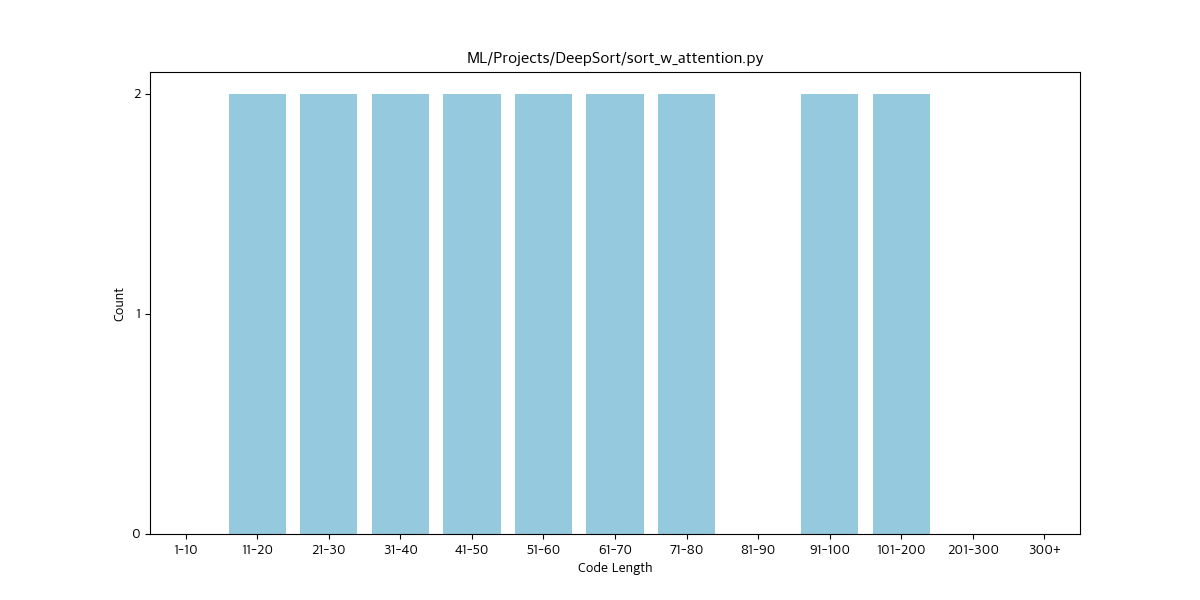 ML/Projects/DeepSort/sort_w_attention.py
2
1
0
Count
1-10 11-20 21-30 31-40 41-50 51-60 61-70 71-80 81-90 91-100 101-200 201-300 300+
Code Length